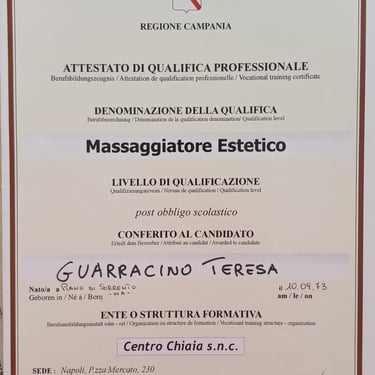 REGIONE CAMPANIA
ATTESTATO DI QUALIFICA PROFESSIONALE
Berufsbildungszeugnis / Attestation de qualification professionelle / Vocational training certificate
DENOMINAZIONE DELLA QUALIFICA
Berufsbezeichnung / Dénomination de la qualification denomination/ Qualification level
Massaggiatore Estetico
LIVELLO DI QUALIFICAZIONE
Qualifizierungsniveau / Niveau de qualification / Qualification level
post obbligo scolastico
CONFERITO AL CANDIDATO
Erteilt dem Bewerber / Attribué au candidat / Awarded to candidate
GUARRACINO TERESA
Nato/a a PIANO DI SORRENTO -NA- il 10.09.73
Geboren in / Né à / Born am / le / on
ENTE O STRUTTURA FORMATIVA
Berufsausbildungsanstalt oder - ort / Organization ou structure de formation / Vocational training structure - organization
Centro Chiaia s.n.c.
SEDE : Napoli, P.zza Mercato, 230